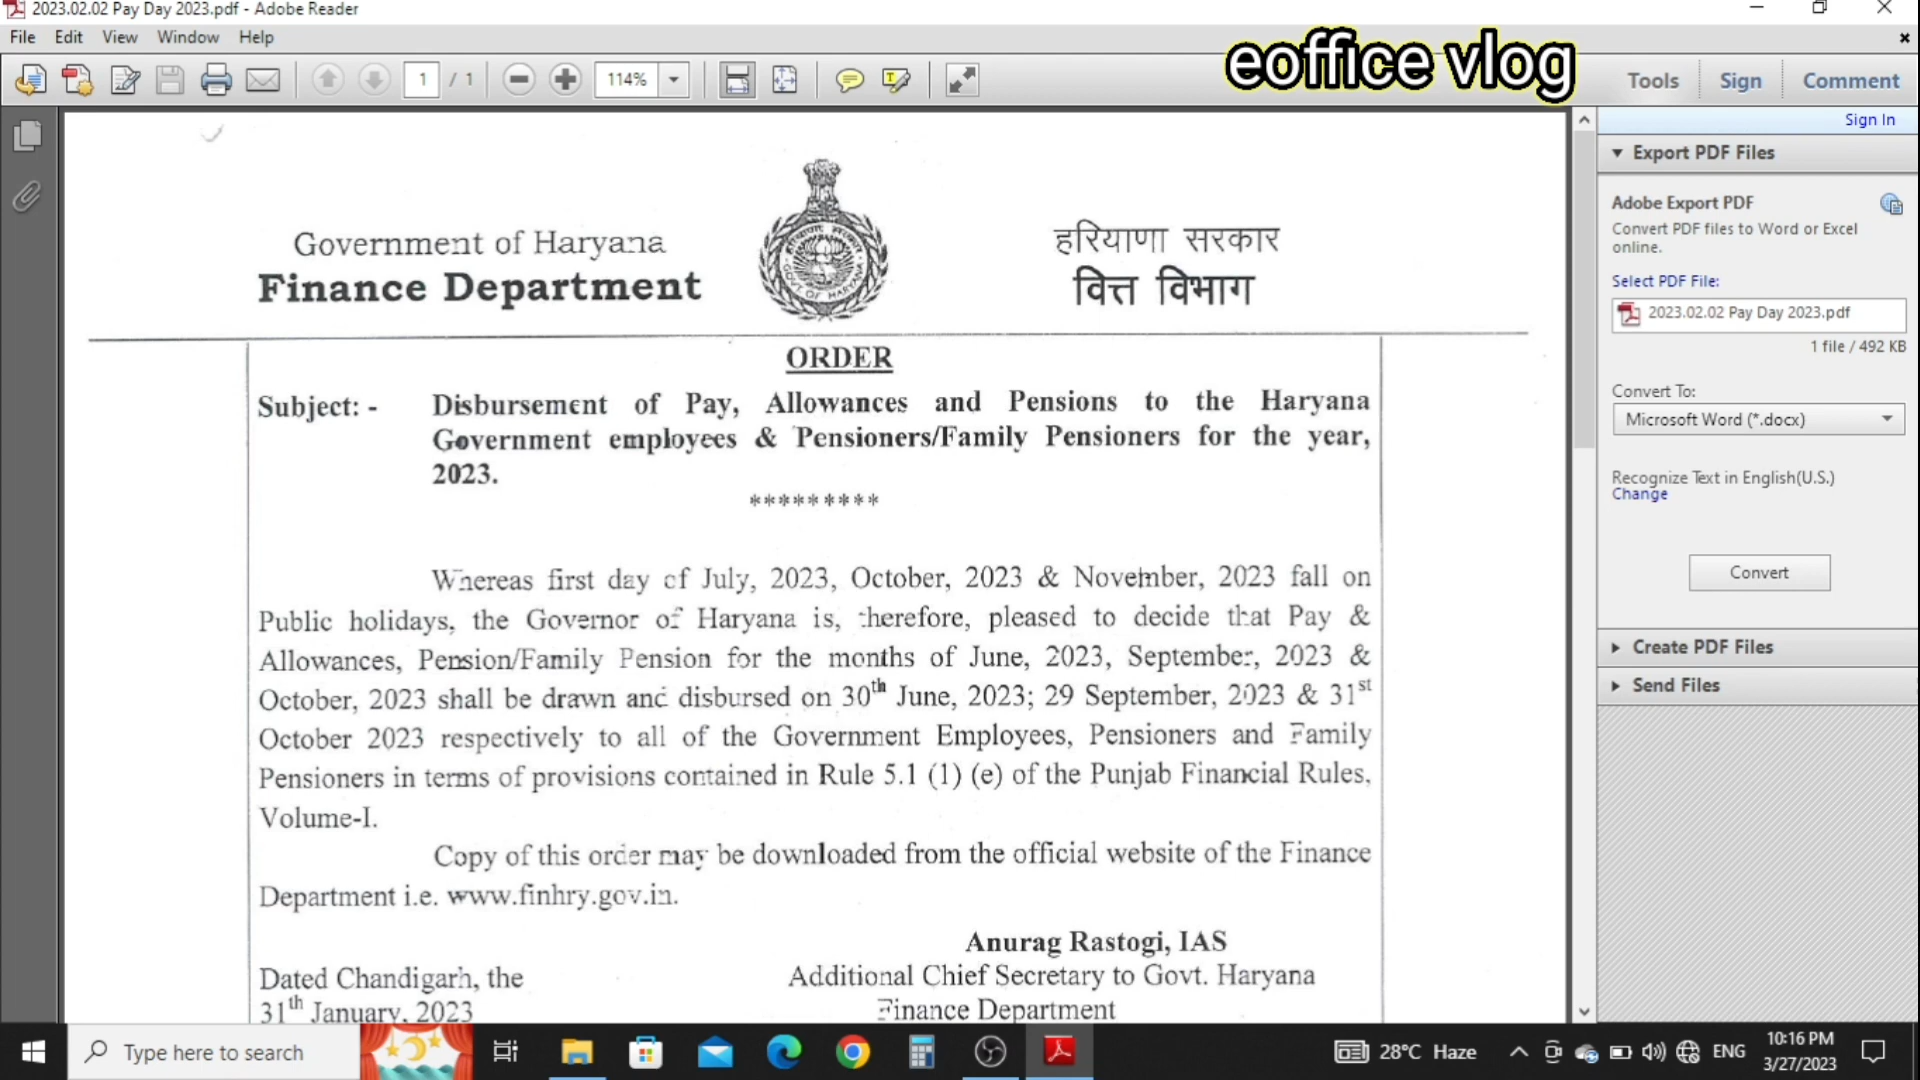 2023.02.02 Pay Day 2023.pdf - Adobe Reader
File Edit View Window Help
eoffice vlog
1 / 1
114%
Tools Sign Comment
Sign In
Government of Haryana
Finance Department
हरियाणा सरकार
वित्त विभाग
ORDER
Subject: - Disbursement of Pay, Allowances and Pensions to the Haryana
Government employees & Pensioners/Family Pensioners for the year,
2023.
*********
Whereas first day of July, 2023, October, 2023 & November, 2023 fall on
Public holidays, the Governor of Haryana is, therefore, pleased to decide that Pay &
Allowances, Pension/Family Pension for the months of June, 2023, September, 2023 &
October, 2023 shall be drawn and disbursed on 30th June, 2023; 29 September, 2023 & 31st
October 2023 respectively to all of the Government Employees, Pensioners and Family
Pensioners in terms of provisions contained in Rule 5.1 (1) (e) of the Punjab Financial Rules,
Volume-I.
Copy of this order may be downloaded from the official website of the Finance
Department i.e. www.finhry.gov.in.
Anurag Rastogi, IAS
Dated Chandigarh, the Additional Chief Secretary to Govt. Haryana
31th January, 2023 Finance Department
Export PDF Files
Adobe Export PDF
Convert PDF files to Word or Excel
online.
Select PDF File:
2023.02.02 Pay Day 2023.pdf
1 file / 492 KB
Convert To:
Microsoft Word (*.docx)
Recognize Text in English(U.S.)
Change
Convert
Create PDF Files
Send Files
Type here to search
28°C Haze
ENG
10:16 PM
3/27/2023